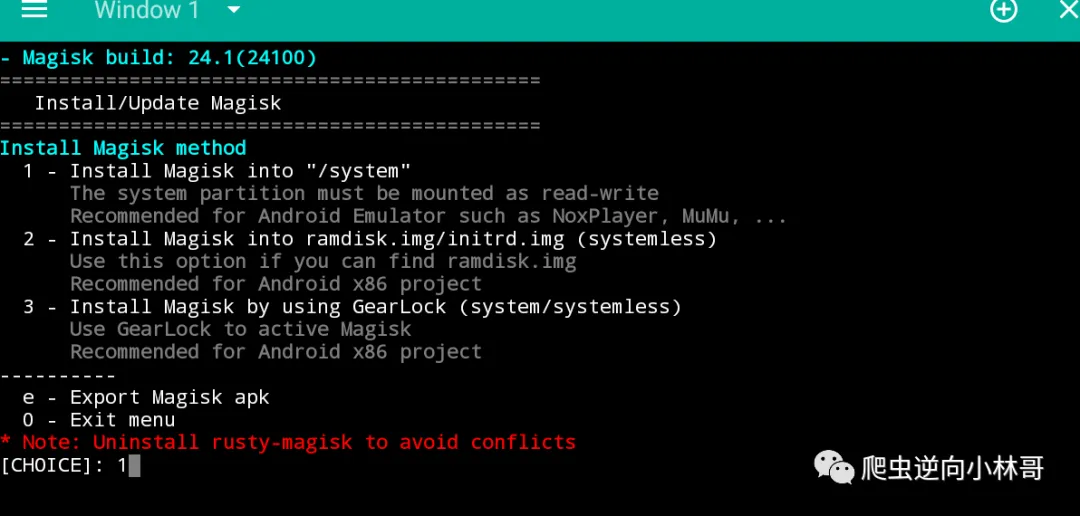 Window 1
- Magisk build: 24.1(24100)
==============================================
Install/Update Magisk
==============================================
Install Magisk method
1 - Install Magisk into "/system"
The system partition must be mounted as read-write
Recommended for Android Emulator such as NoxPlayer, MuMu, ...
2 - Install Magisk into ramdisk.img/initrd.img (systemless)
Use this option if you can find ramdisk.img
Recommended for Android x86 project
3 - Install Magisk by using GearLock (system/systemless)
Use GearLock to active Magisk
Recommended for Android x86 project
----------
e - Export Magisk apk
0 - Exit menu
* Note: Uninstall rusty-magisk to avoid conflicts
[CHOICE]: 1
爬虫逆向小林哥